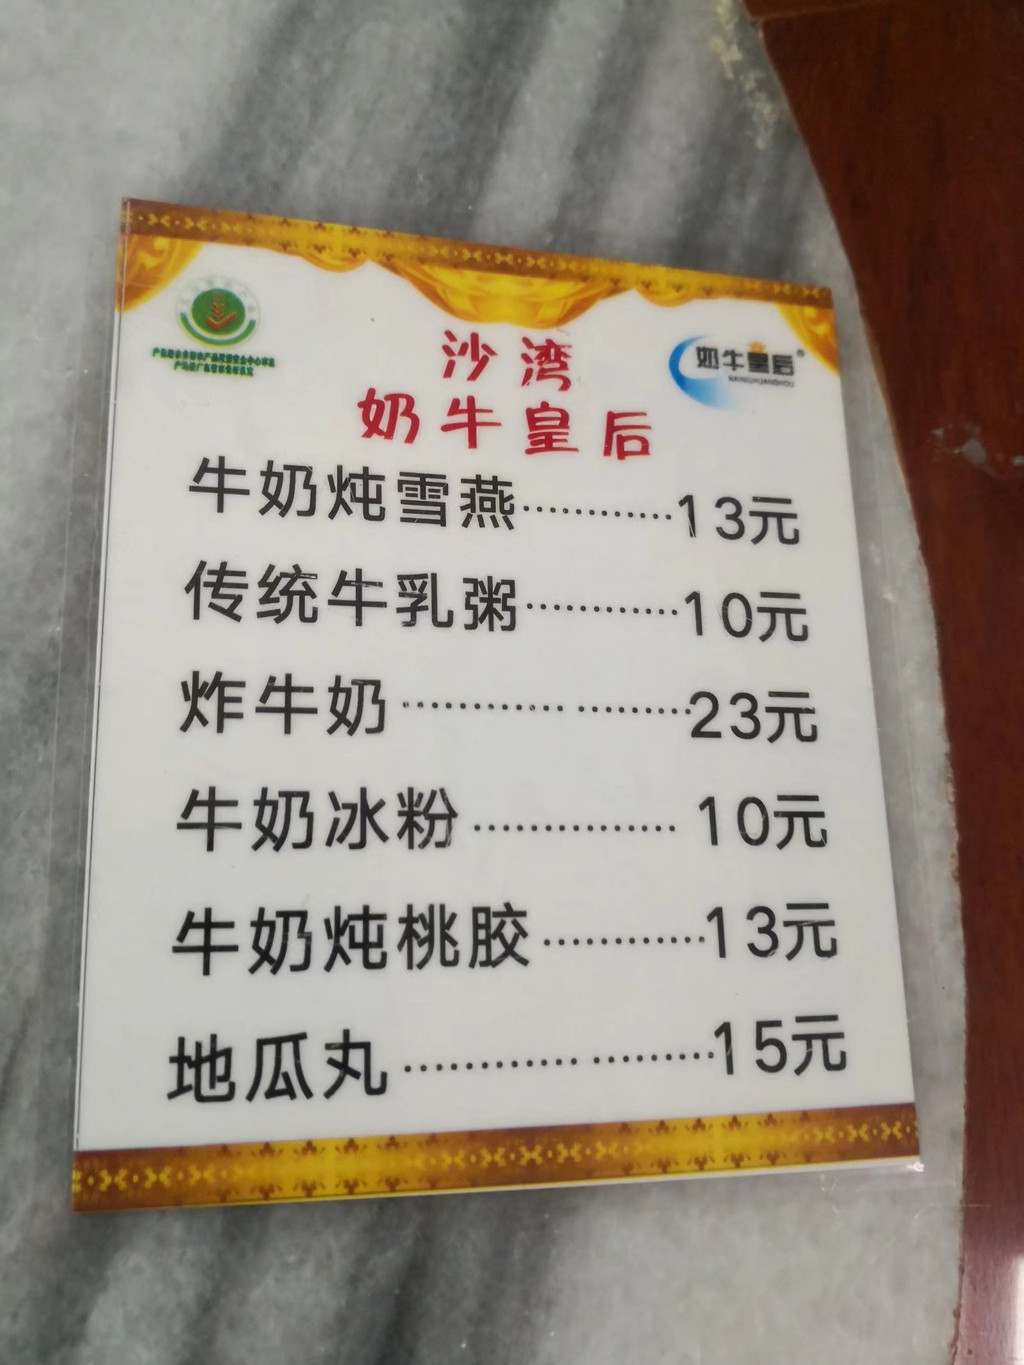 沙湾
奶牛皇后
奶牛皇后®
NAINIUHUANGHOU
牛奶炖雪燕…………13元
传统牛乳粥…………10元
炸牛奶…………………23元
牛奶冰粉……………10元
牛奶炖桃胶…………13元
地瓜丸…………………15元